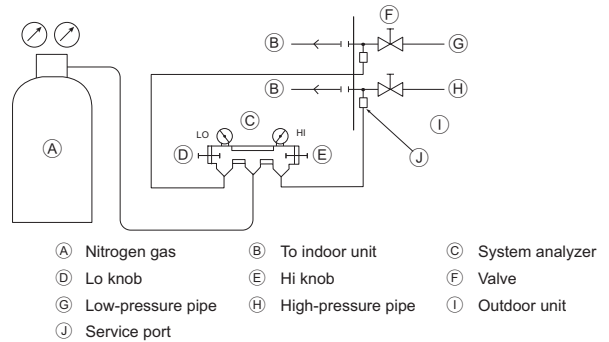 Ⓕ
Ⓑ Ⓖ
Ⓑ Ⓗ
Ⓒ Ⓘ
LO HI
Ⓐ Ⓓ Ⓔ Ⓙ
Ⓐ Nitrogen gas Ⓑ To indoor unit Ⓒ System analyzer
Ⓓ Lo knob Ⓔ Hi knob Ⓕ Valve
Ⓖ Low-pressure pipe Ⓗ High-pressure pipe Ⓘ Outdoor unit
Ⓙ Service port